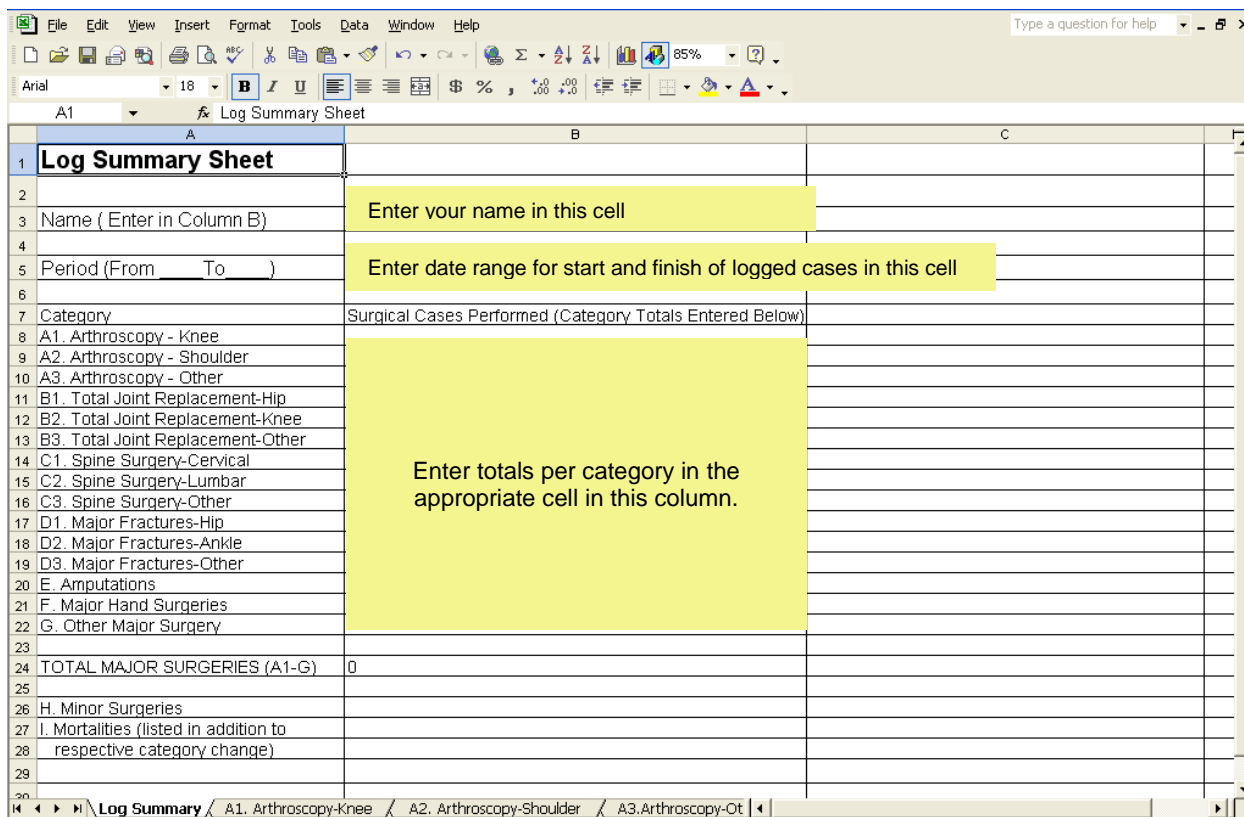 File Edit View Insert Format Tools Data Window Help Type a question for help
85%
Arial 18 B I U $ % ,
A1 fx Log Summary Sheet
A B C
1 Log Summary Sheet
2
Enter your name in this cell
3 Name ( Enter in Column B)
4
Enter date range for start and finish of logged cases in this cell
5 Period (From _____To____)
6
7 Category Surgical Cases Performed (Category Totals Entered Below)
8 A1. Arthroscopy - Knee
9 A2. Arthroscopy - Shoulder
10 A3. Arthroscopy - Other
11 B1. Total Joint Replacement-Hip
12 B2. Total Joint Replacement-Knee
13 B3. Total Joint Replacement-Other
14 C1. Spine Surgery-Cervical
Enter totals per category in the
15 C2. Spine Surgery-Lumbar
appropriate cell in this column.
16 C3. Spine Surgery-Other
17 D1. Major Fractures-Hip
18 D2. Major Fractures-Ankle
19 D3. Major Fractures-Other
20 E. Amputations
21 F. Major Hand Surgeries
22 G. Other Major Surgery
23
24 TOTAL MAJOR SURGERIES (A1-G) 0
25
26 H. Minor Surgeries
27 I. Mortalities (listed in addition to
28 respective category change)
29
30
Log Summary A1. Arthroscopy-Knee A2. Arthroscopy-Shoulder A3.Arthroscopy-Ot